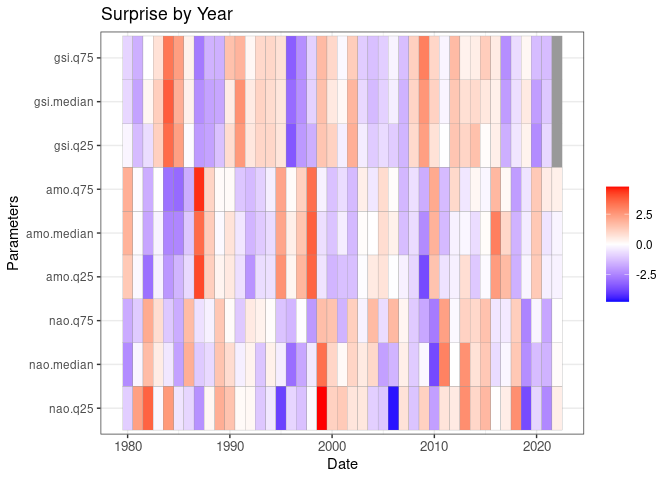 Surprise by Year
gsi.q75
gsi.median
gsi.q25
amo.q75
amo.median
amo.q25
nao.q75
nao.median
nao.q25
Parameters
2.5
0.0
-2.5
1980 1990 2000 2010 2020
Date